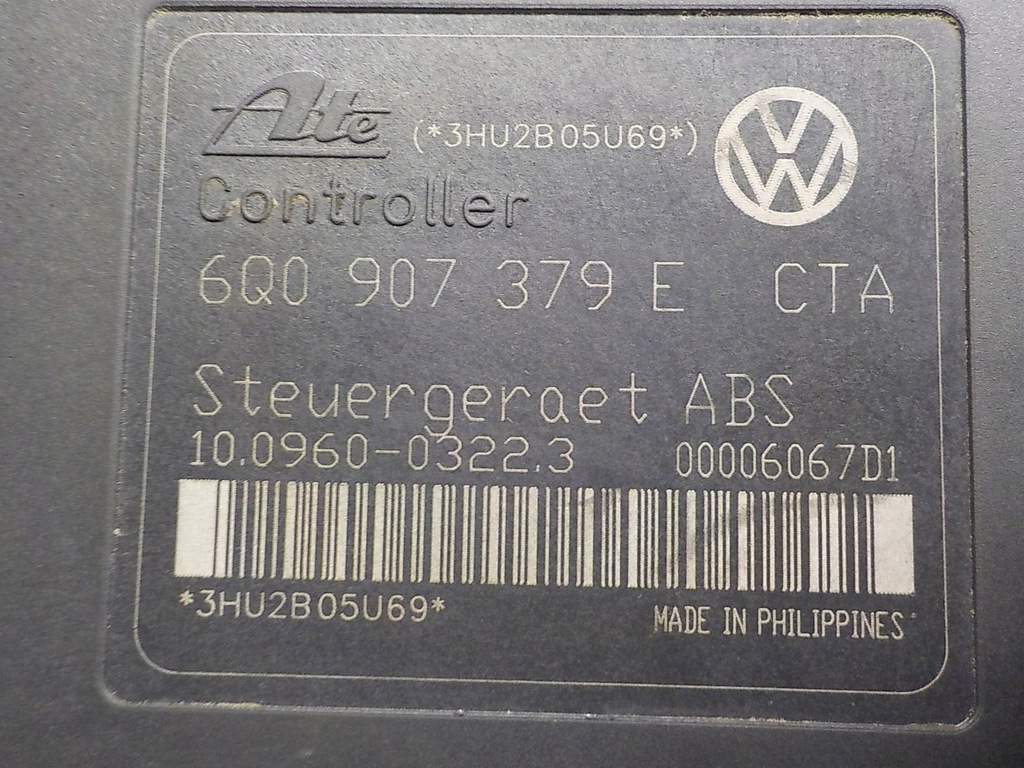 Ate (*3HU2B05U69*)
Controller
6Q0 907 379 E CTA
Steuergeraet ABS
10.0960-0322.3 00006067D1
*3HU2B05U69*
MADE IN PHILIPPINES